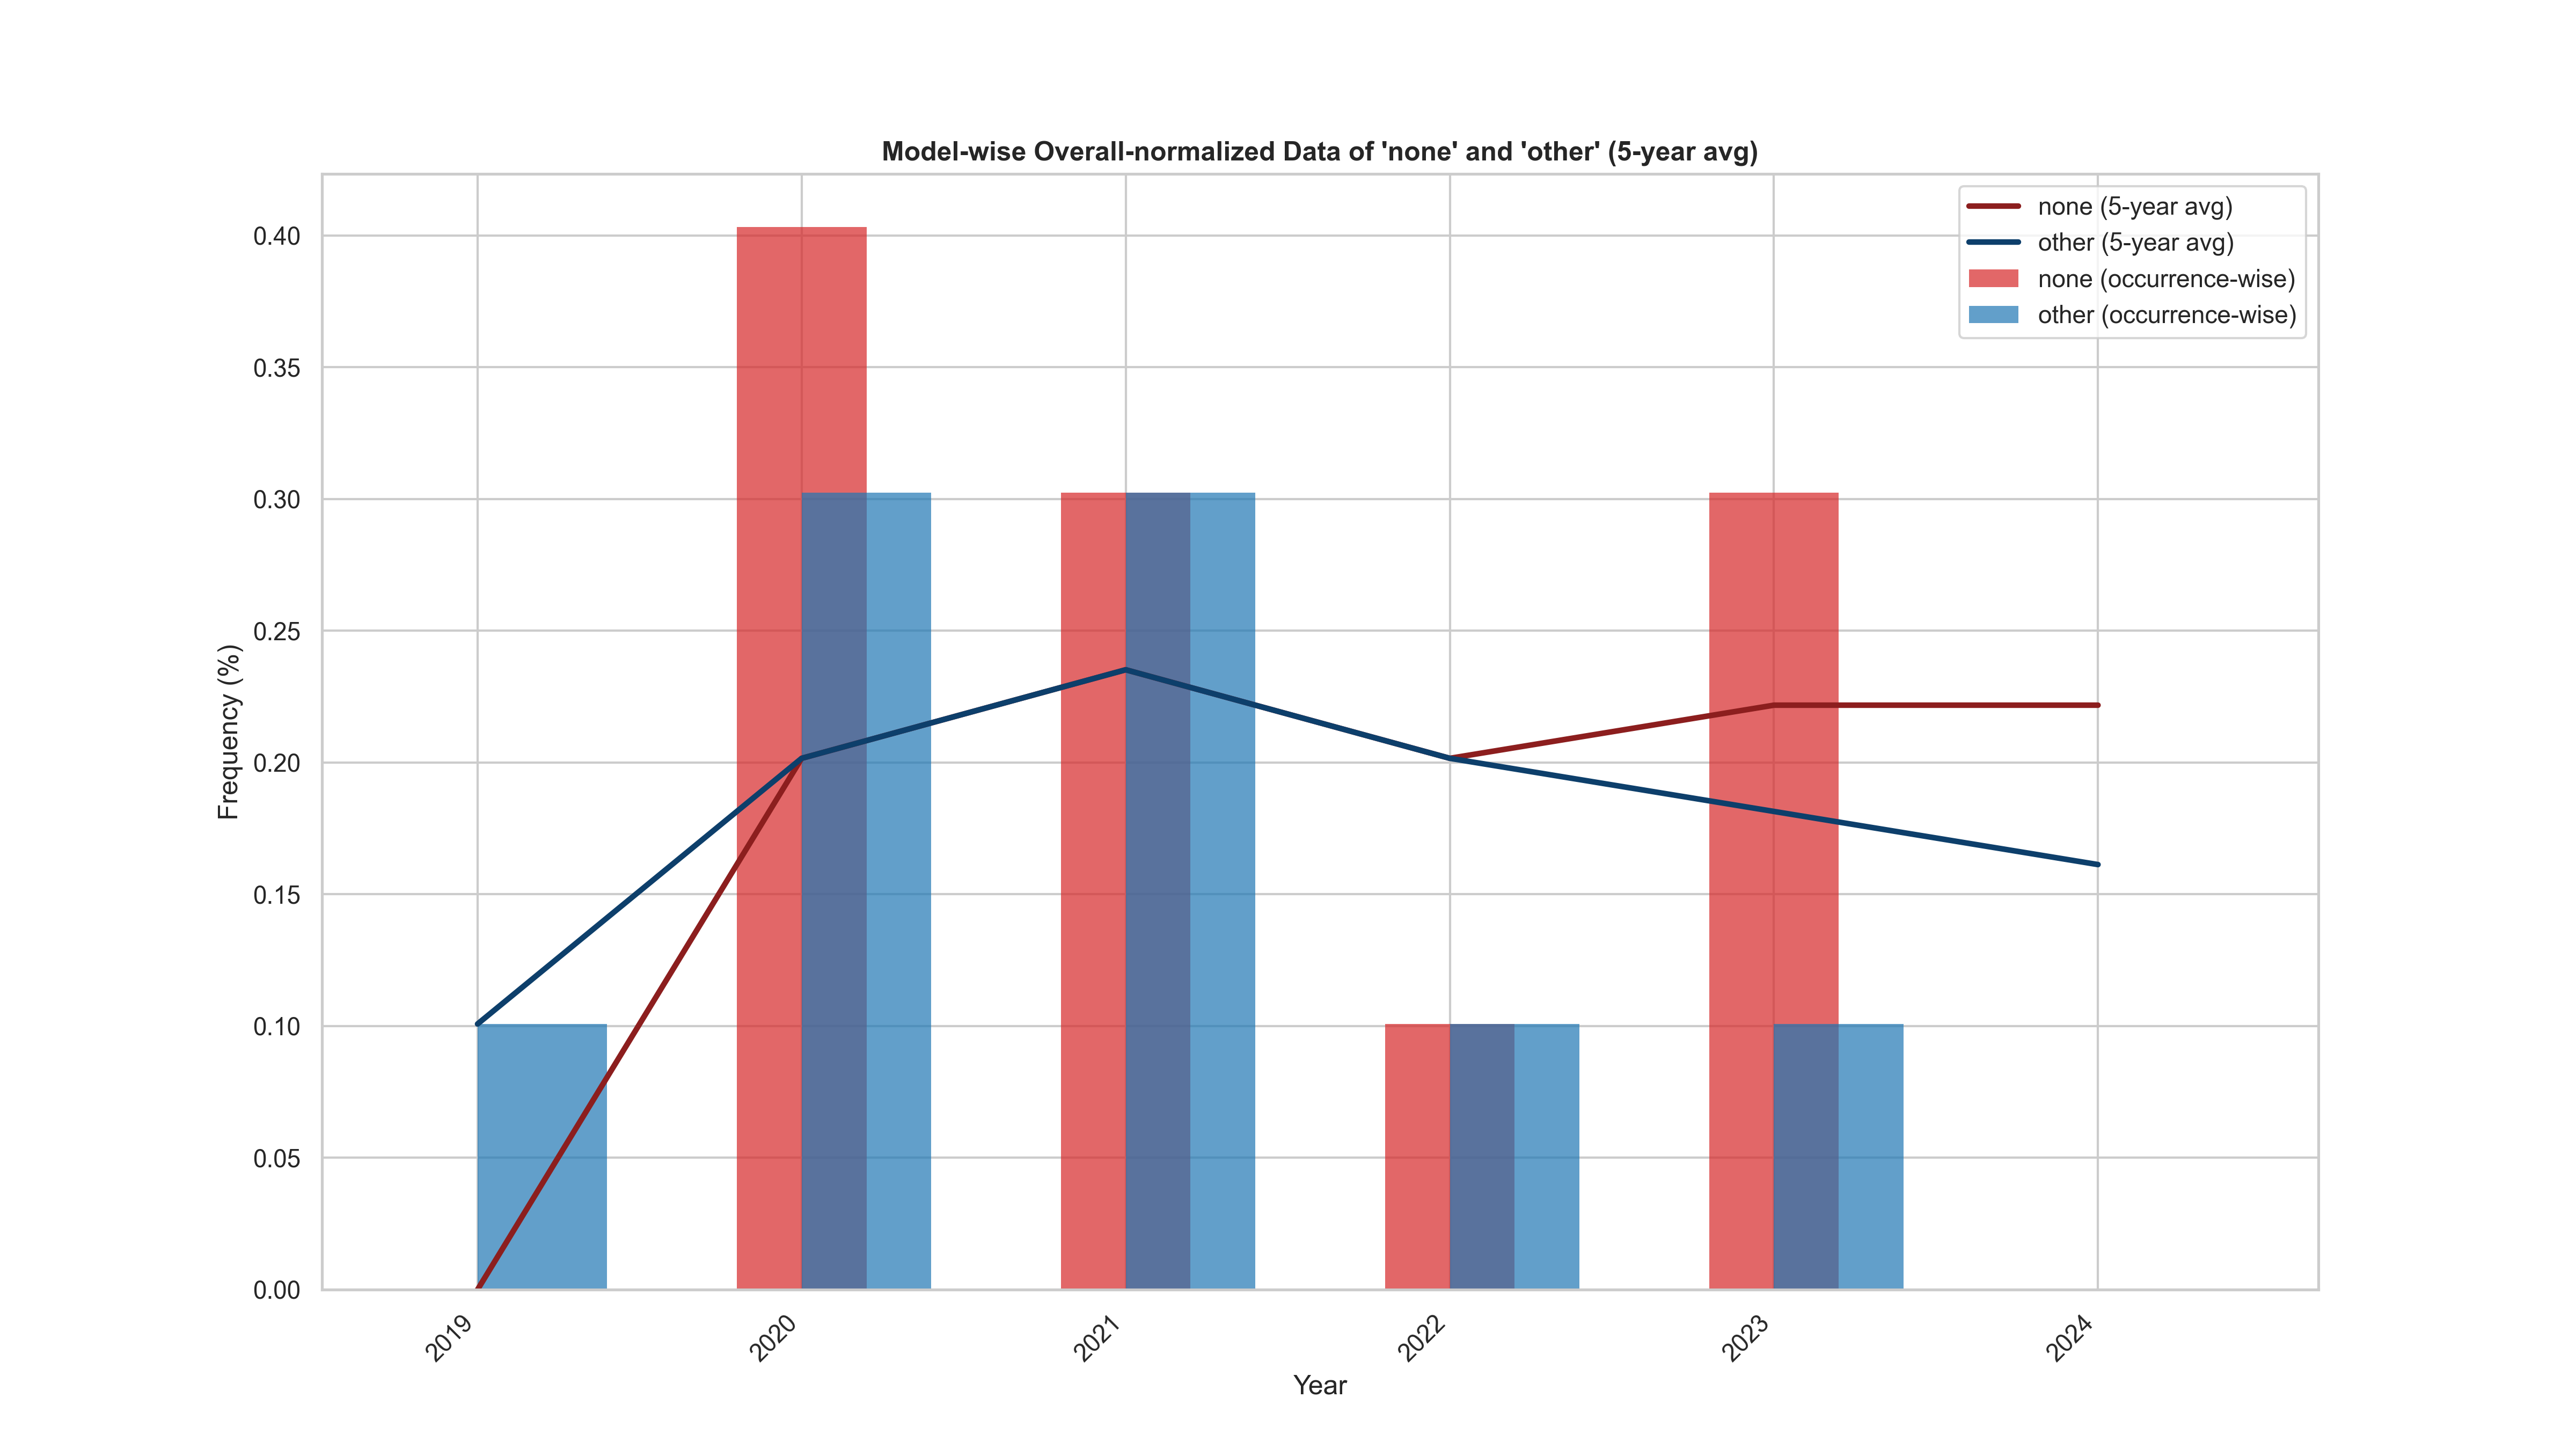 Model-wise Overall-normalized Data of 'none' and 'other' (5-year avg)
none (5-year avg)
other (5-year avg)
none (occurrence-wise)
other (occurrence-wise)
Frequency (%)
0.40
0.35
0.30
0.25
0.20
0.15
0.10
0.05
0.00
2019
2020
2021
2022
2023
2024
Year